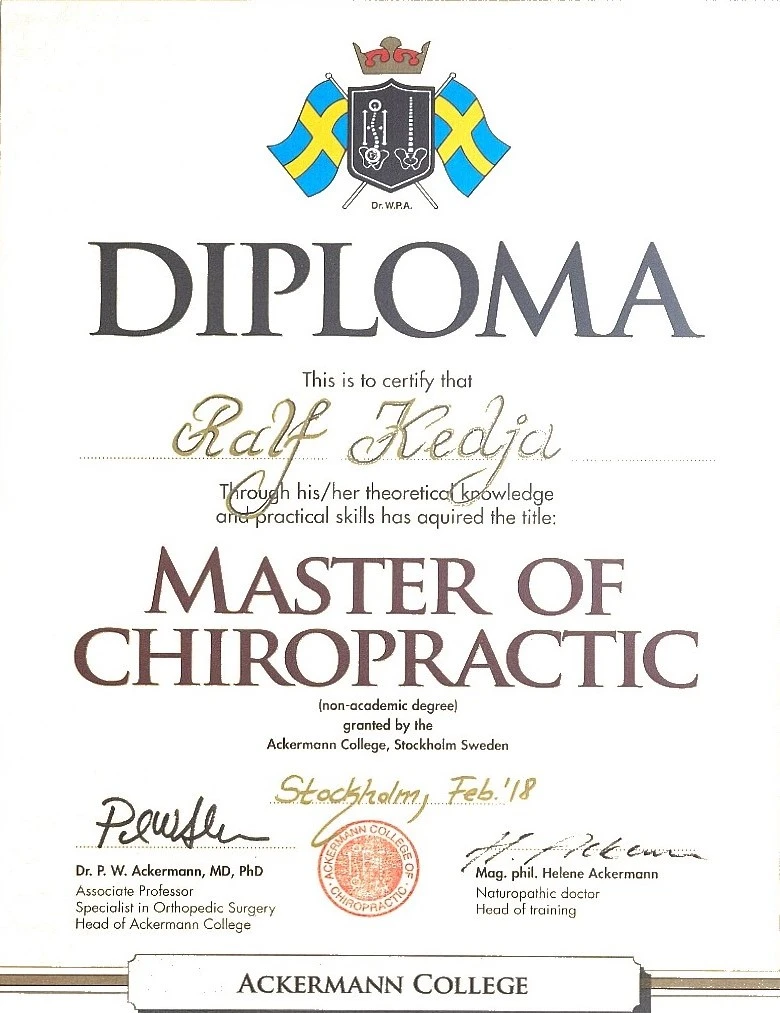 Dr. W.P.A.
DIPLOMA
This is to certify that
Ralf Kedja
Through his/her theoretical knowledge
and practical skills has aquired the title:
MASTER OF
CHIROPRACTIC
(non-academic degree)
granted by the
Ackermann College, Stockholm Sweden
Stockholm, Feb.'18
Dr. P. W. Ackermann, MD, PhD
Associate Professor
Specialist in Orthopedic Surgery
Head of Ackermann College
ACKERMANN COLLEGE OF
CHIROPRACTIC
H. Ackermann
Mag. phil. Helene Ackermann
Naturopathic doctor
Head of training
ACKERMANN COLLEGE